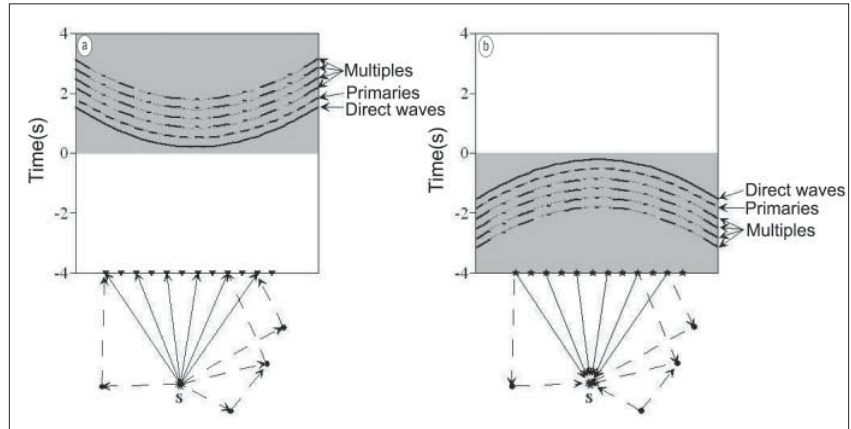 a
4
2
0
-2
-4
Time(s)
Multiples
Primaries
Direct waves
S
b
4
2
0
-2
-4
Time(s)
Direct waves
Primaries
Multiples
S